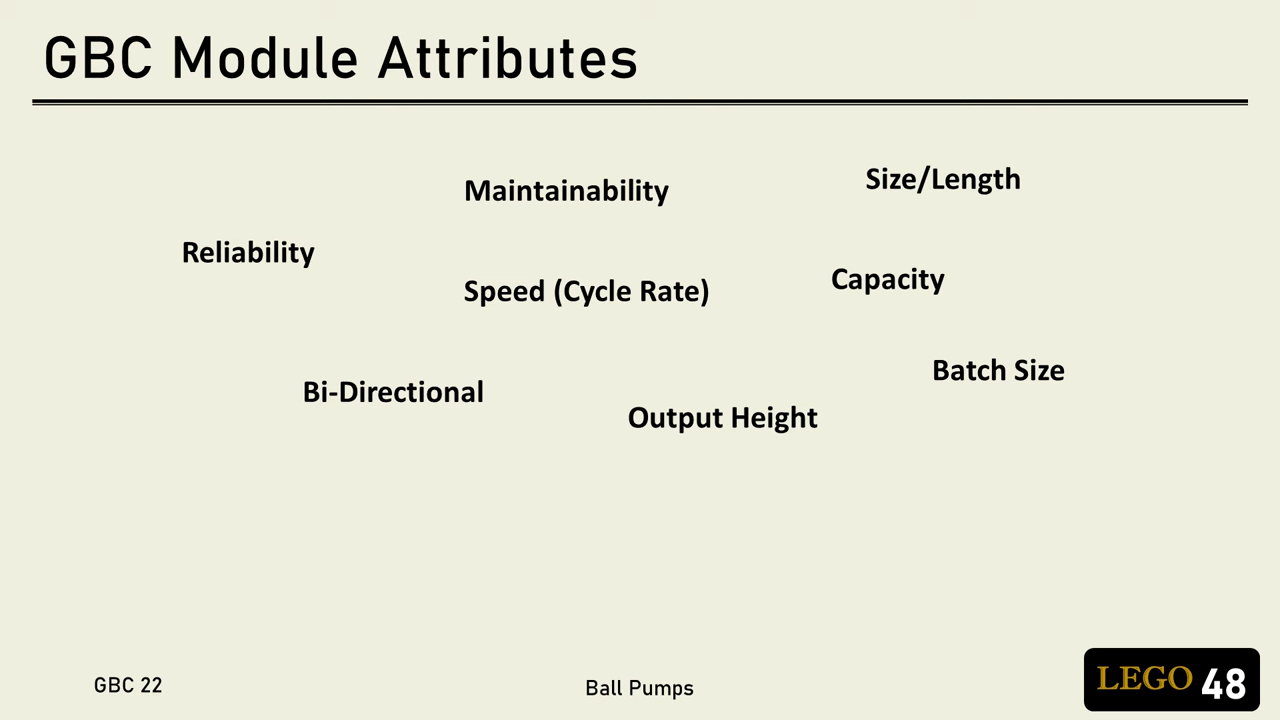 GBC Module Attributes
Size/Length
Maintainability
Reliability
Capacity
Speed (Cycle Rate)
Batch Size
Bi-Directional
Output Height
GBC 22
Ball Pumps
LEGO 48